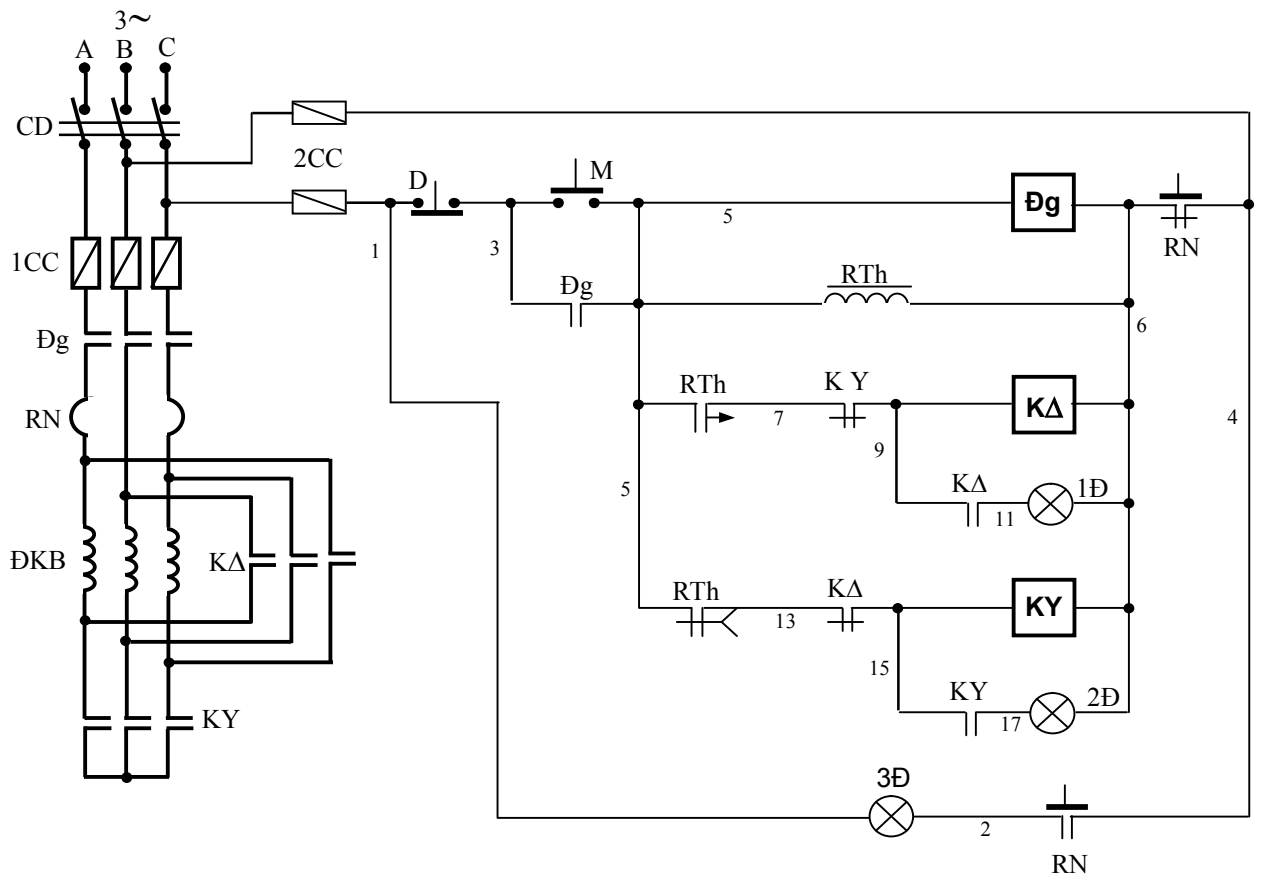 3~
A B C
CD
2CC
D M
5 Đg
1 3 RN
1CC
Đg RTh
6
Đg
RTh K Y KΔ
RN 7 4
9
5 KΔ 1Đ
11
ĐKB KΔ
RTh KΔ KY
13
15
KY 2Đ
KY 17
3Đ
2
RN